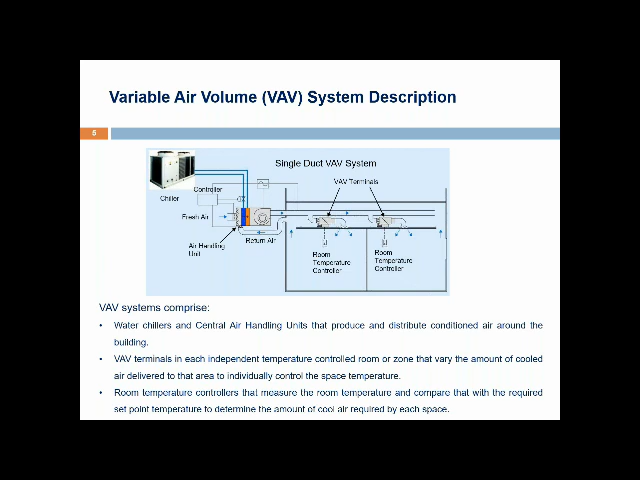 Variable Air Volume (VAV) System Description
5
Single Duct VAV System
VAV Terminals
Controller
Chiller
Fresh Air
Return Air
Air Handling
Unit
Room
Temperature
Controller
Room
Temperature
Controller
VAV systems comprise:
• Water chillers and Central Air Handling Units that produce and distribute conditioned air around the
building.
• VAV terminals in each independent temperature controlled room or zone that vary the amount of cooled
air delivered to that area to individually control the space temperature.
• Room temperature controllers that measure the room temperature and compare that with the required
set point temperature to determine the amount of cool air required by each space.